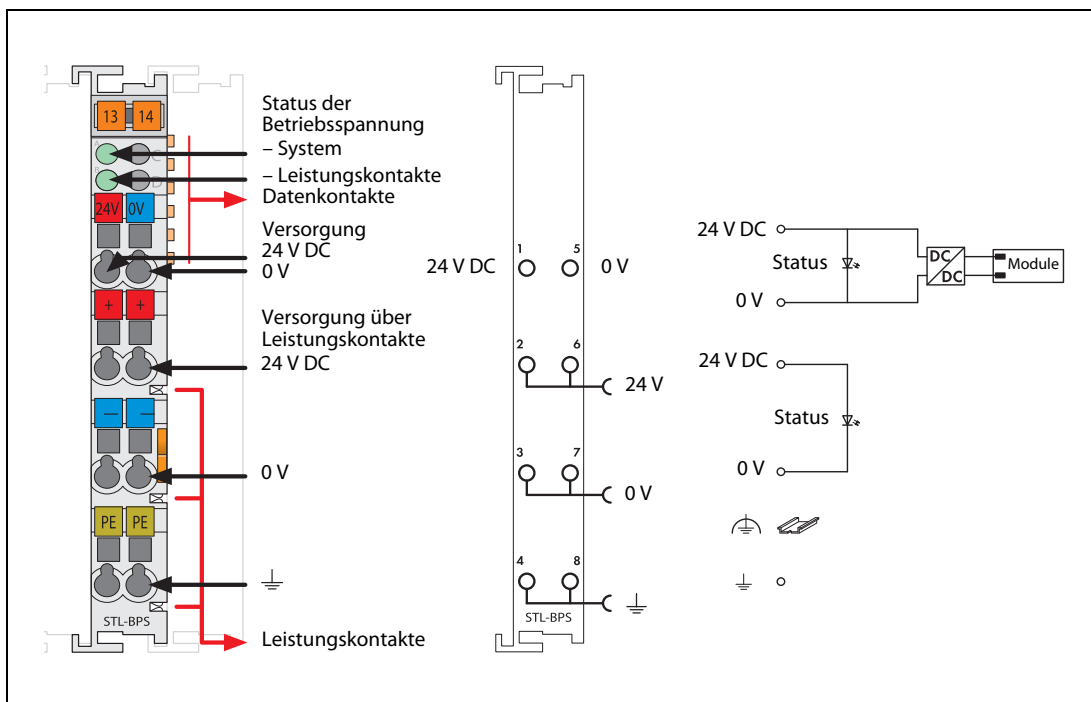 13 14
Status der
Betriebsspannung
– System
– Leistungskontakte
Datenkontakte
A
C
B
D
24V 0V
Versorgung
24 V DC
0 V
+ +
Versorgung über
Leistungskontakte
24 V DC
– –
0 V
PE PE
STL-BPS
Leistungskontakte
1 5
24 V DC
0 V
2 6
24 V
3 7
0 V
4 8
STL-BPS
24 V DC
Status
0 V
DC
DC
Module
24 V DC
Status
0 V